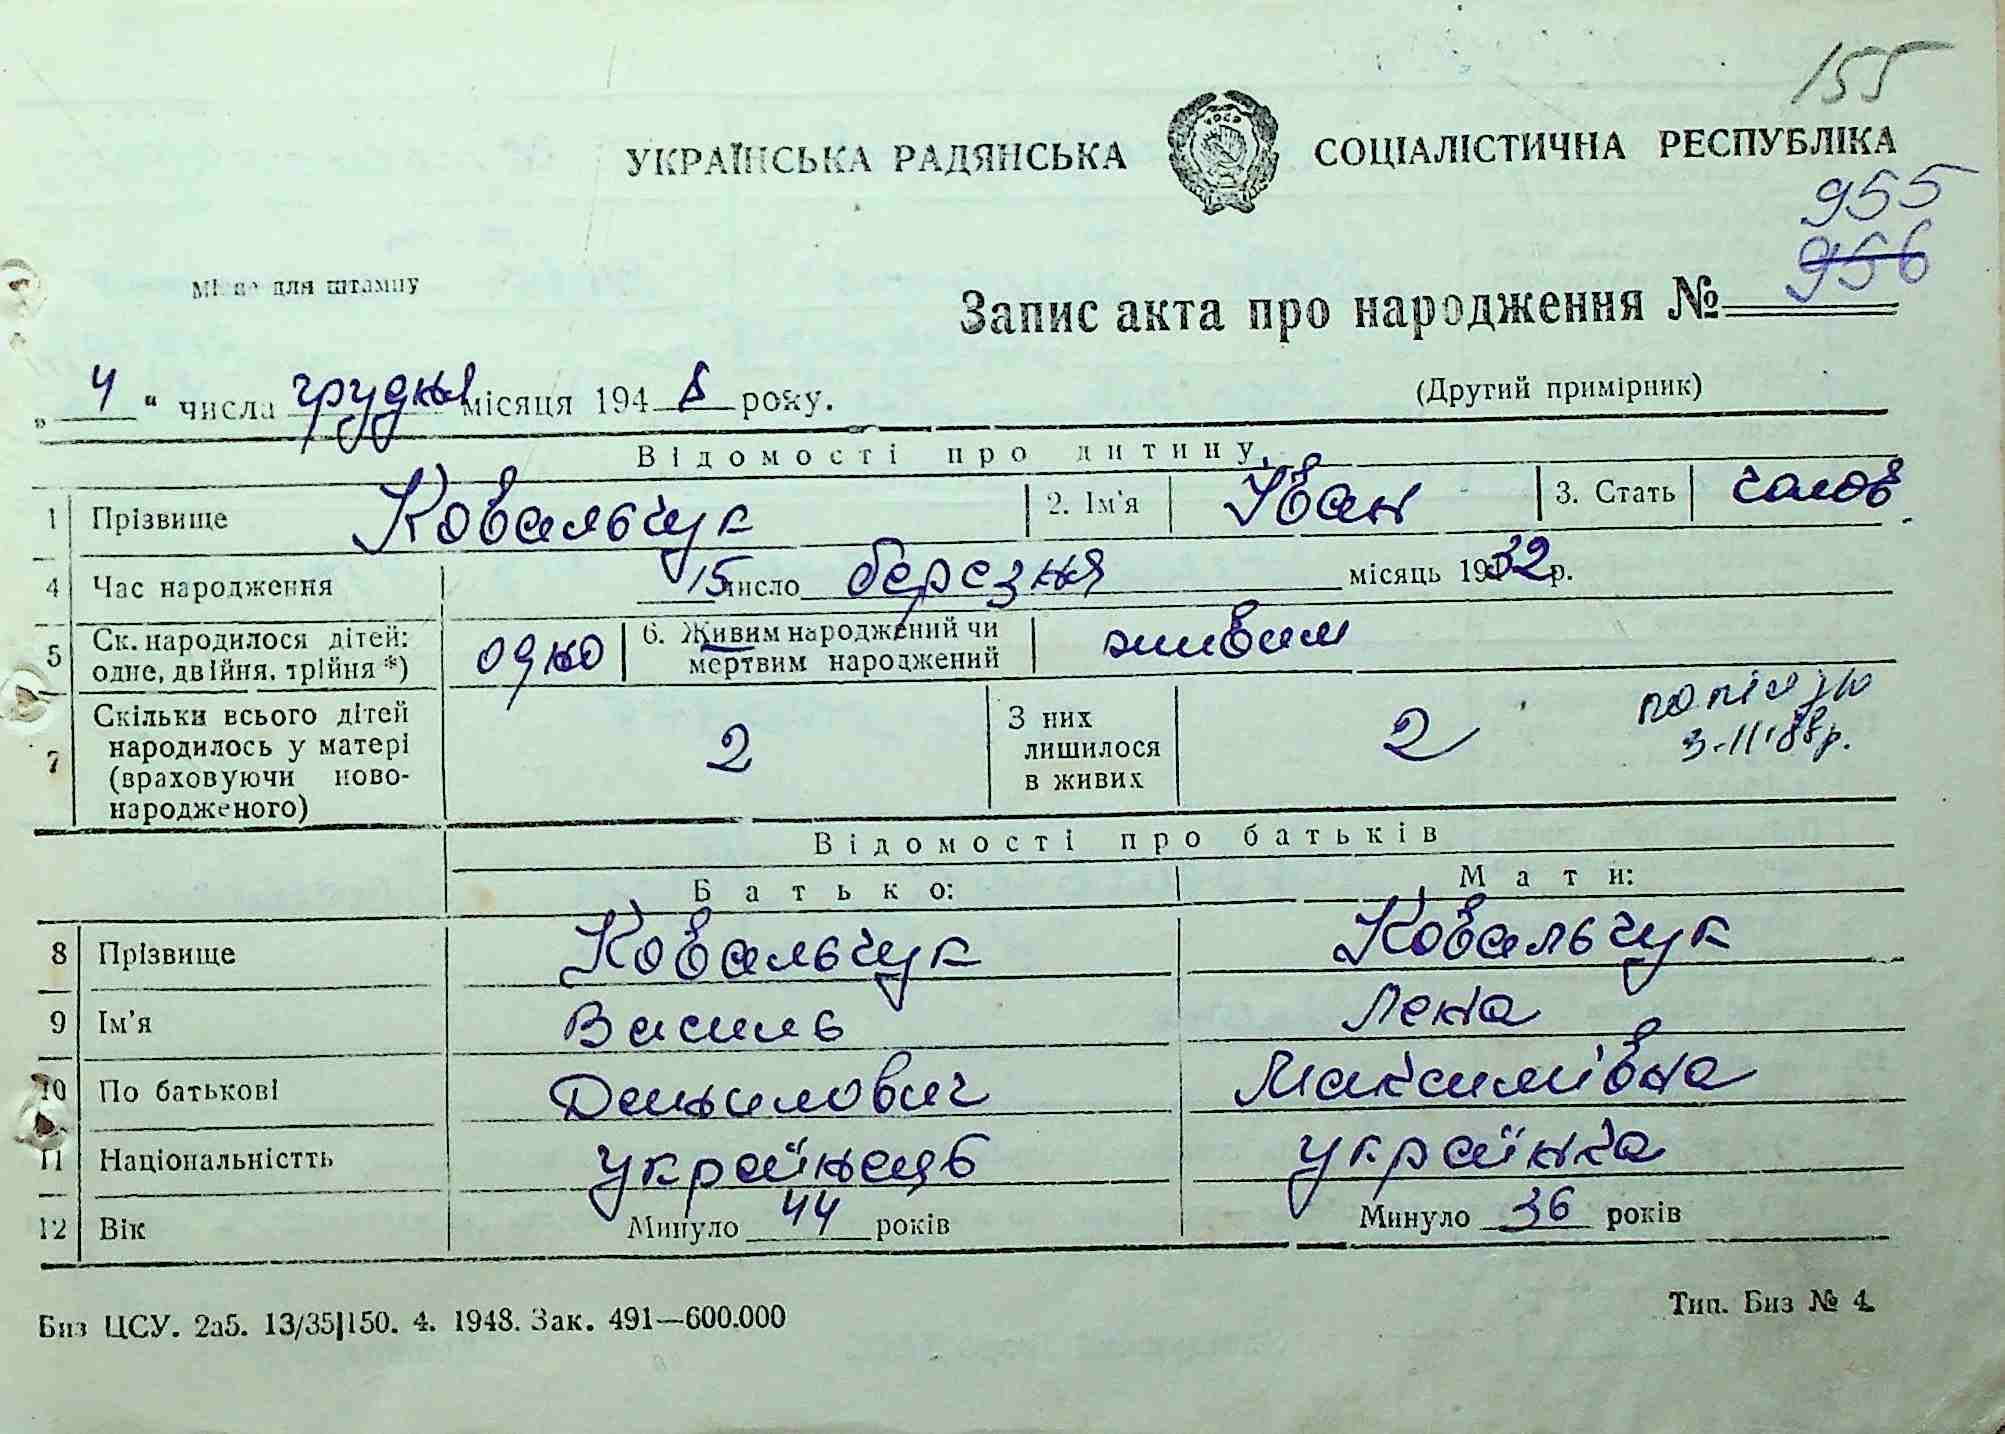 155
УКРАЇНСЬКА РАДЯНСЬКА СОЦІАЛІСТИЧНА РЕСПУБЛІКА
955
956
Місце для штампу
Запис акта про народження №
„ 4 “ числа грудня місяця 194 8 року.
(Другий примірник)
Відомості про дитину
1 Прізвище Ковальчук 2. Ім'я Іван 3. Стать чолов.
4 Час народження 15 число березня місяць 1932 р.
5 Ск. народилося дітей: одне, двійня, трійня *) одно 6. Живим народжений чи мертвим народжений живим
7 Скільки всього дітей народилось у матері (враховуючи новонародженого) 2 З них лишилося в живих 2
3-II-88р.
Відомості про батьків
Батько: Мати:
8 Прізвище Ковальчук Ковальчук
9 Ім'я Василь Лена
10 По батькові Данилович Максимівна
11 Національністть українець українка
12 Вік Минуло 44 років Минуло 36 років
Биз ЦСУ. 2а5. 13/35|150. 4. 1948. Зак. 491—600.000
Тип. Биз № 4.